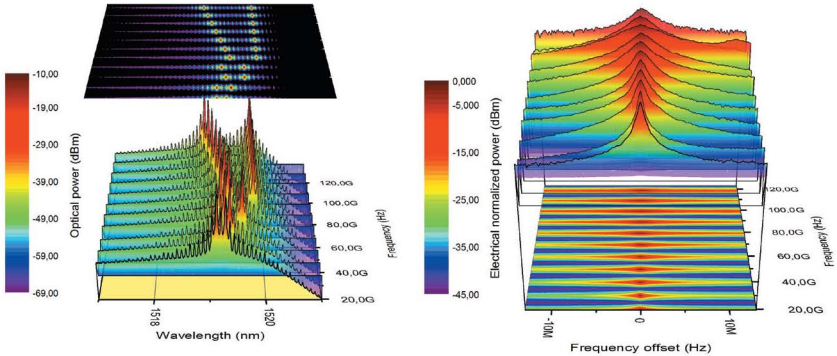 -10,00
-19,00
-29,00
-39,00
-49,00
-59,00
-69,00
Optical power (dBm)
120,0G
100,0G
80,0G
60,0G
40,0G
20,0G
Frequency (Hz)
1518
1520
Wavelength (nm)
0,000
-5,000
-15,00
-25,00
-35,00
-45,00
Electrical normalized power (dBm)
120,0G
100,0G
80,0G
60,0G
40,0G
20,0G
Frequency (Hz)
-10M
0
10M
Frequency offset (Hz)